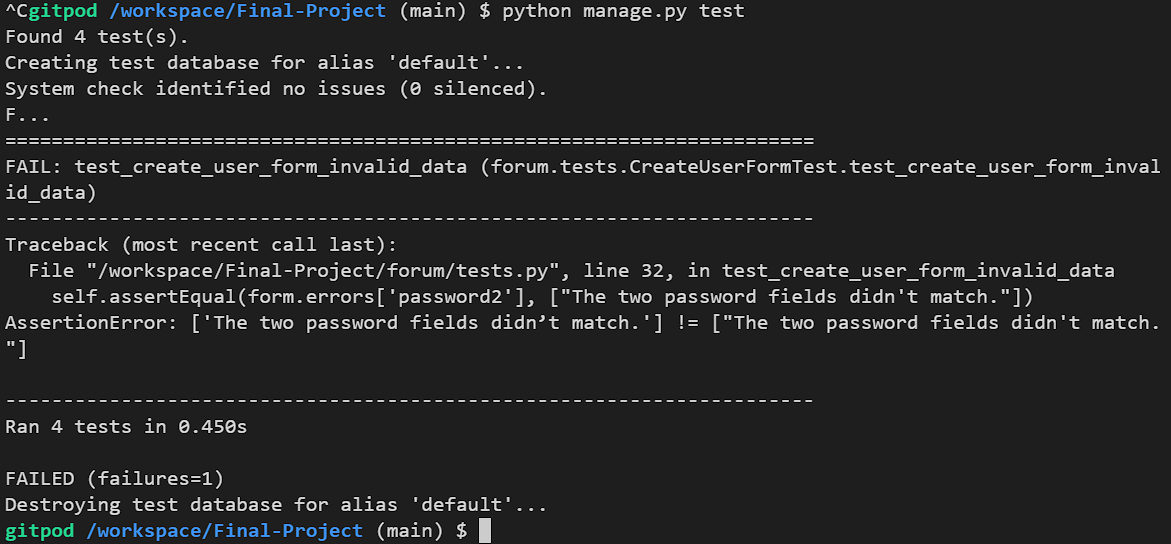 ^Cgitpod /workspace/Final-Project (main) $ python manage.py test
Found 4 test(s).
Creating test database for alias 'default'...
System check identified no issues (0 silenced).
F...
======================================================================
FAIL: test_create_user_form_invalid_data (forum.tests.CreateUserFormTest.test_create_user_form_inval
id_data)
----------------------------------------------------------------------
Traceback (most recent call last):
  File "/workspace/Final-Project/forum/tests.py", line 32, in test_create_user_form_invalid_data
    self.assertEqual(form.errors['password2'], ["The two password fields didn't match."])
AssertionError: ['The two password fields didn’t match.'] != ["The two password fields didn't match.
"]

----------------------------------------------------------------------
Ran 4 tests in 0.450s

FAILED (failures=1)
Destroying test database for alias 'default'...
gitpod /workspace/Final-Project (main) $